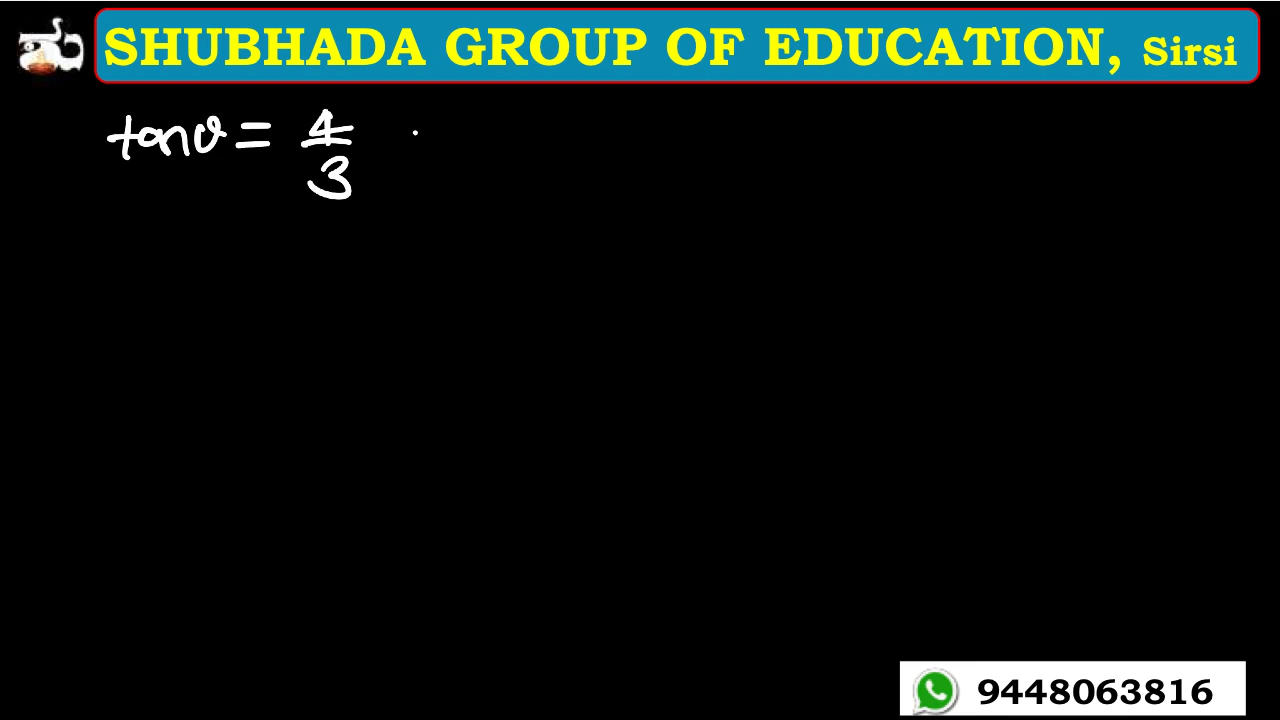 ಶು SHUBHADA GROUP OF EDUCATION, Sirsi
tanθ = 4/3
9448063816